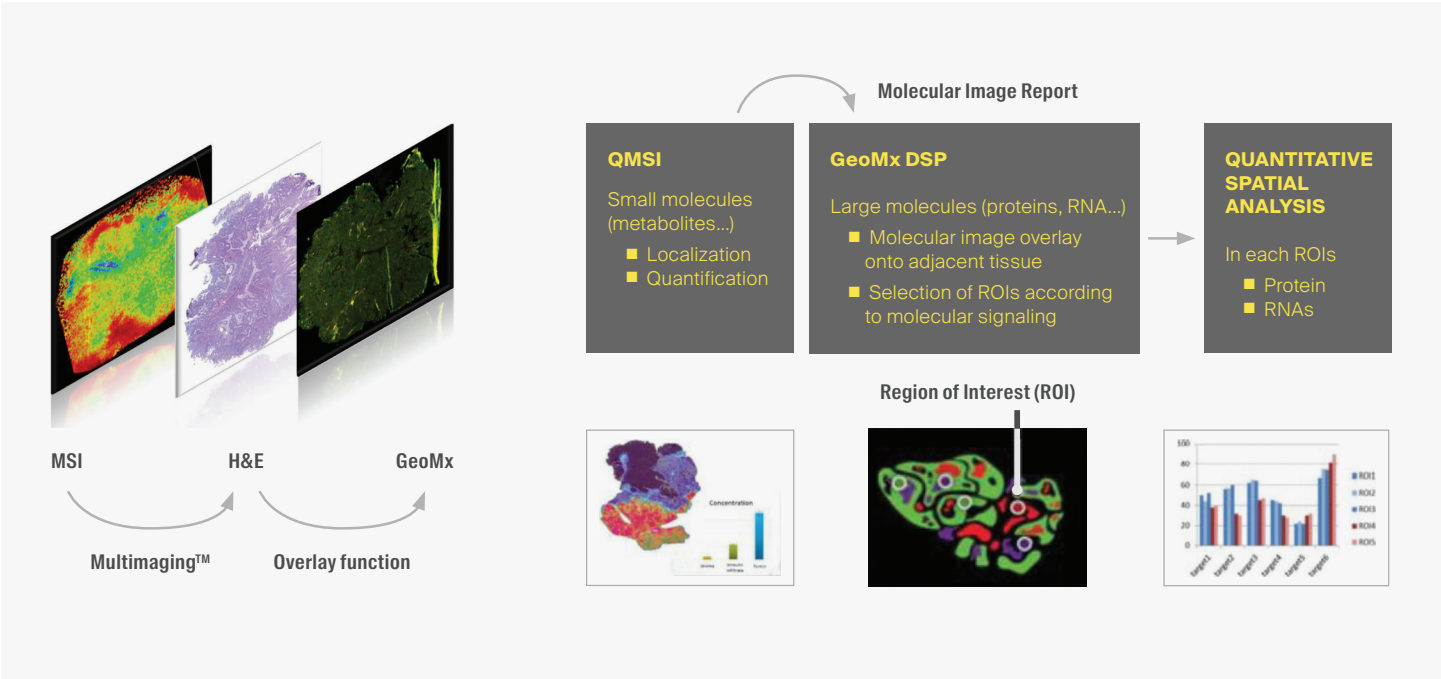 MSI
H&E
GeoMx
Multimaging™
Overlay function
Molecular Image Report
QMSI
Small molecules
(metabolites...)
Localization
Quantification
GeoMx DSP
Large molecules (proteins, RNA...)
Molecular image overlay
onto adjacent tissue
Selection of ROIs according
to molecular signaling
QUANTITATIVE
SPATIAL
ANALYSIS
In each ROIs
Protein
RNAs
Region of Interest (ROI)
Concentration
100
80
60
40
20
0
target1
target2
target3
target4
target5
target6
ROI1
ROI2
ROI3
ROI4
ROI5